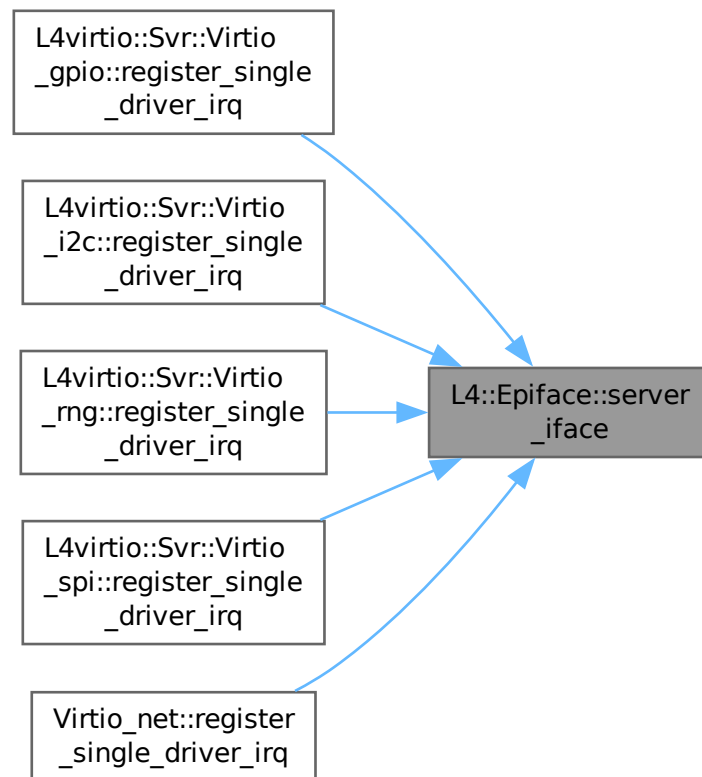 L4virtio::Svr::Virtio
_gpio::register_single
_driver_irq
L4virtio::Svr::Virtio
_i2c::register_single
_driver_irq
L4virtio::Svr::Virtio
_rng::register_single
_driver_irq
L4virtio::Svr::Virtio
_spi::register_single
_driver_irq
Virtio_net::register
_single_driver_irq
L4::Epiface::server
_iface